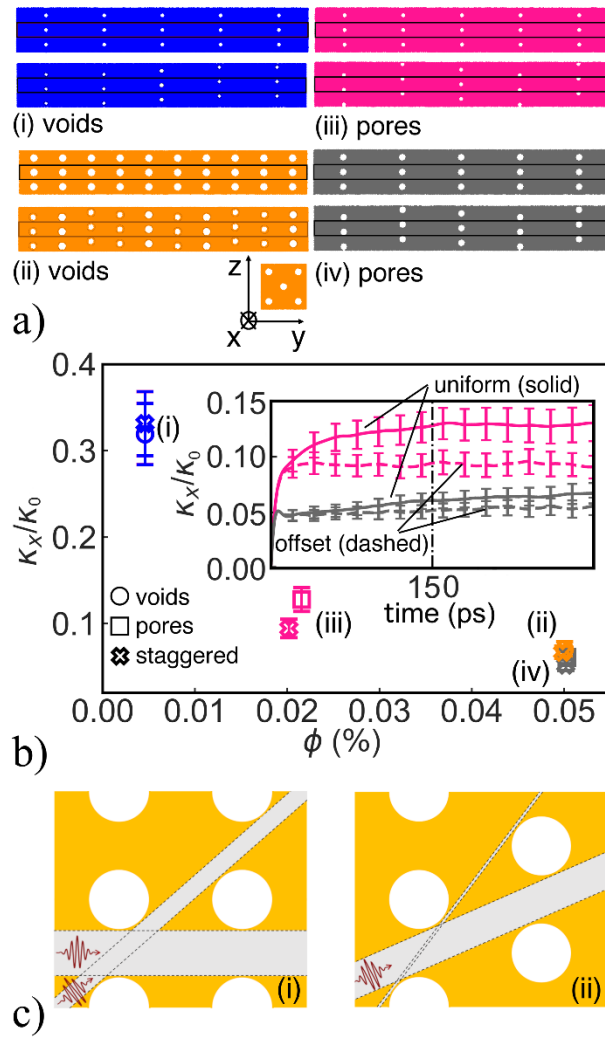 (i) voids
(iii) pores
(ii) voids
(iv) pores
z
x
y
a)
0.4
0.3
0.2
0.1
κₓ/κ₀
0.00
0.01
0.02
0.03
0.04
0.05
ϕ (%)
(i)
(iii)
(ii)
(iv)
voids
pores
staggered
0.15
0.10
0.05
0.00
κₓ/κ₀
uniform (solid)
offset (dashed)
150
time (ps)
b)
(i)
(ii)
c)